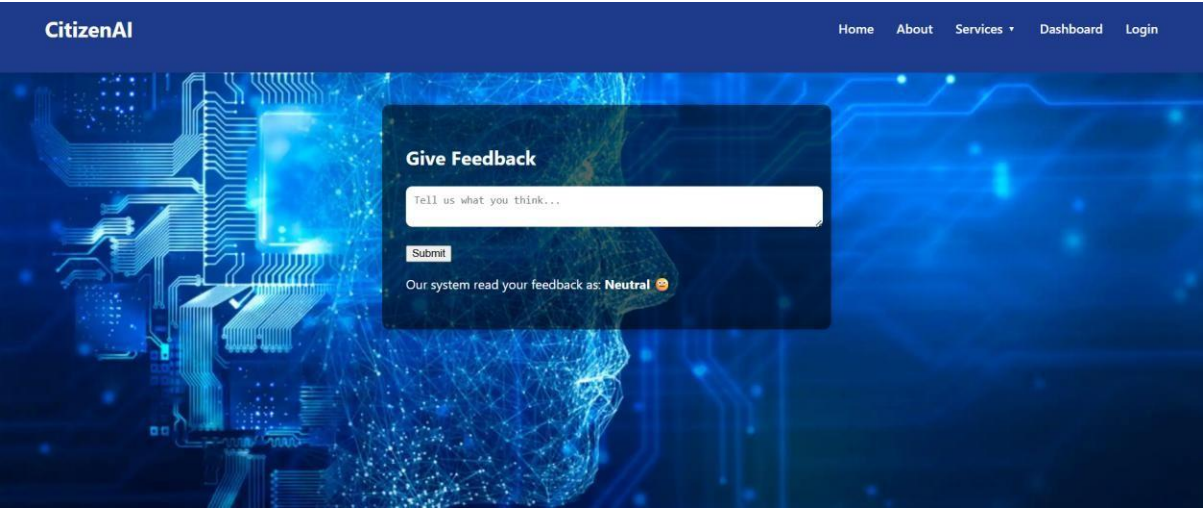 CitizenAI
Home About Services ▾ Dashboard Login
Give Feedback
Tell us what you think...
Submit
Our system read your feedback as: Neutral 😄